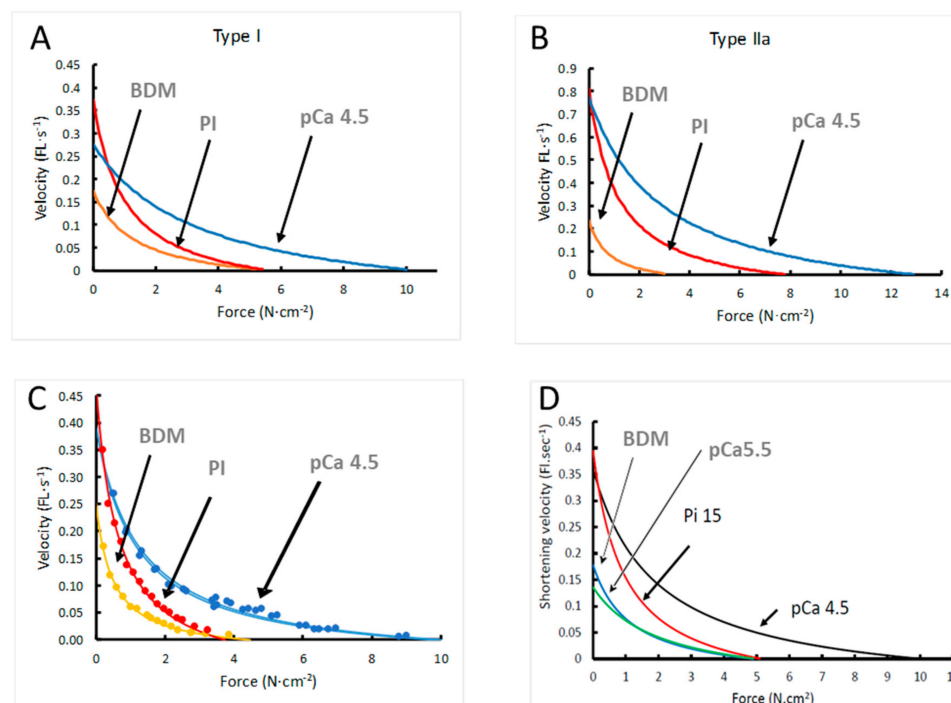 A
Type I
0.45
0.4
0.35
0.3
0.25
0.2
0.15
0.1
0.05
0
Velocity (FL·s⁻¹)
BDM
PI
pCa 4.5
0 2 4 6 8 10
Force (N·cm⁻²)
B
Type IIa
0.9
0.8
0.7
0.6
0.5
0.4
0.3
0.2
0.1
0
Velocity FL·s⁻¹)
BDM
PI
pCa 4.5
0 2 4 6 8 10 12 14
Force (N·cm⁻²)
C
0.45
0.40
0.35
0.30
0.25
0.20
0.15
0.10
0.05
0.00
Velocity (FL·s⁻¹)
BDM
PI
pCa 4.5
0 2 4 6 8 10
Force (N·cm⁻²)
D
0.45
0.4
0.35
0.3
0.25
0.2
0.15
0.1
0.05
0
Shortening velocity (Fl.sec⁻¹)
BDM
pCa5.5
Pi 15
pCa 4.5
0 1 2 3 4 5 6 7 8 9 10
Force (N.cm²)